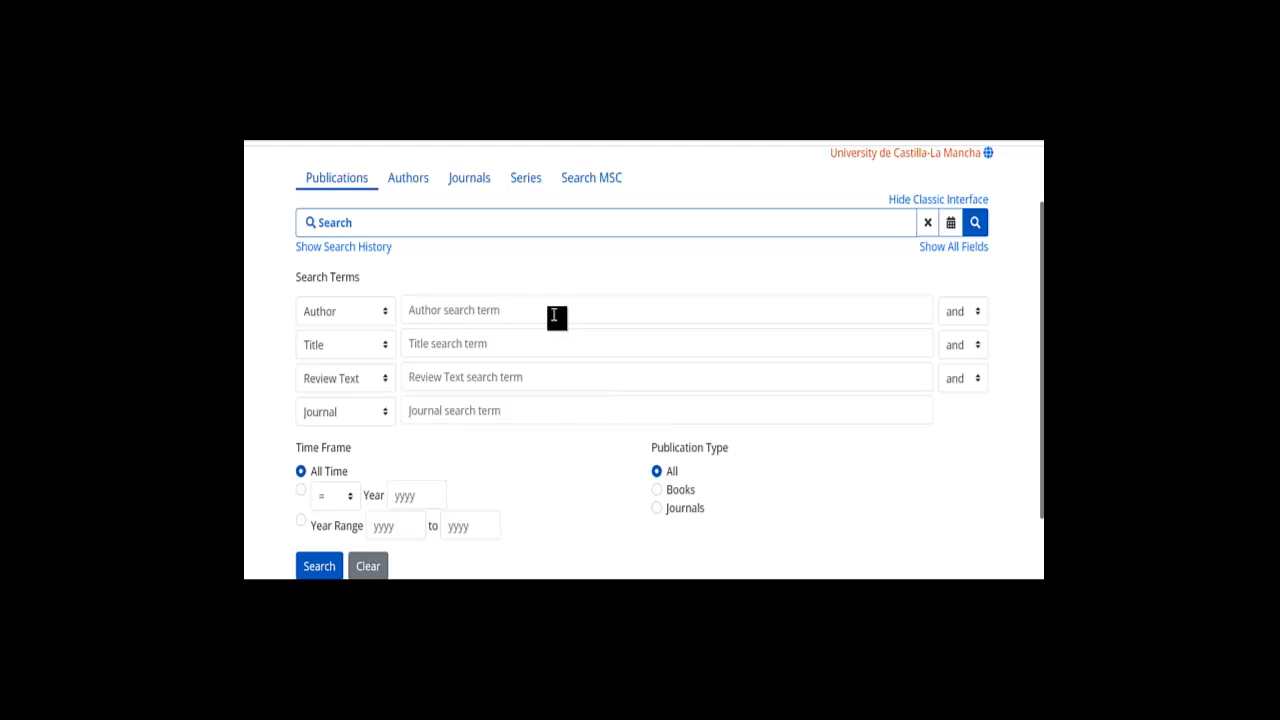 University de Castilla-La Mancha
Publications Authors Journals Series Search MSC
Hide Classic Interface
Search
Show Search History Show All Fields
Search Terms
Author Author search term and
Title Title search term and
Review Text Review Text search term and
Journal Journal search term
Time Frame Publication Type
All Time All
= Year yyyy Books
Year Range yyyy to yyyy Journals
Search Clear